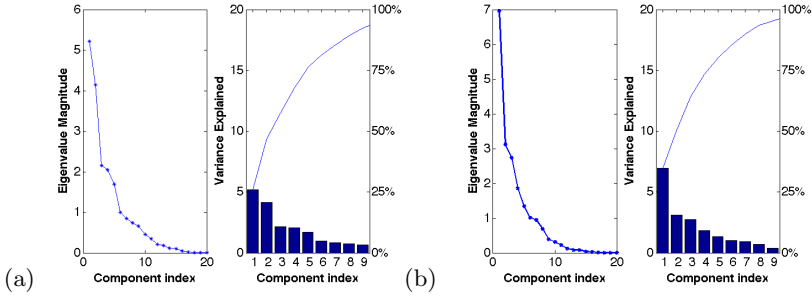 (a)
Eigenvalue Magnitude
6
5
4
3
2
1
0
0 10 20
Component index
Variance Explained
20
15
10
5
0
100%
75%
50%
25%
0%
1 2 3 4 5 6 7 8 9
Component index
(b)
Eigenvalue Magnitude
7
6
5
4
3
2
1
0
0 10 20
Component index
Variance Explained
20
15
10
5
0
100%
75%
50%
25%
0%
1 2 3 4 5 6 7 8 9
Component index